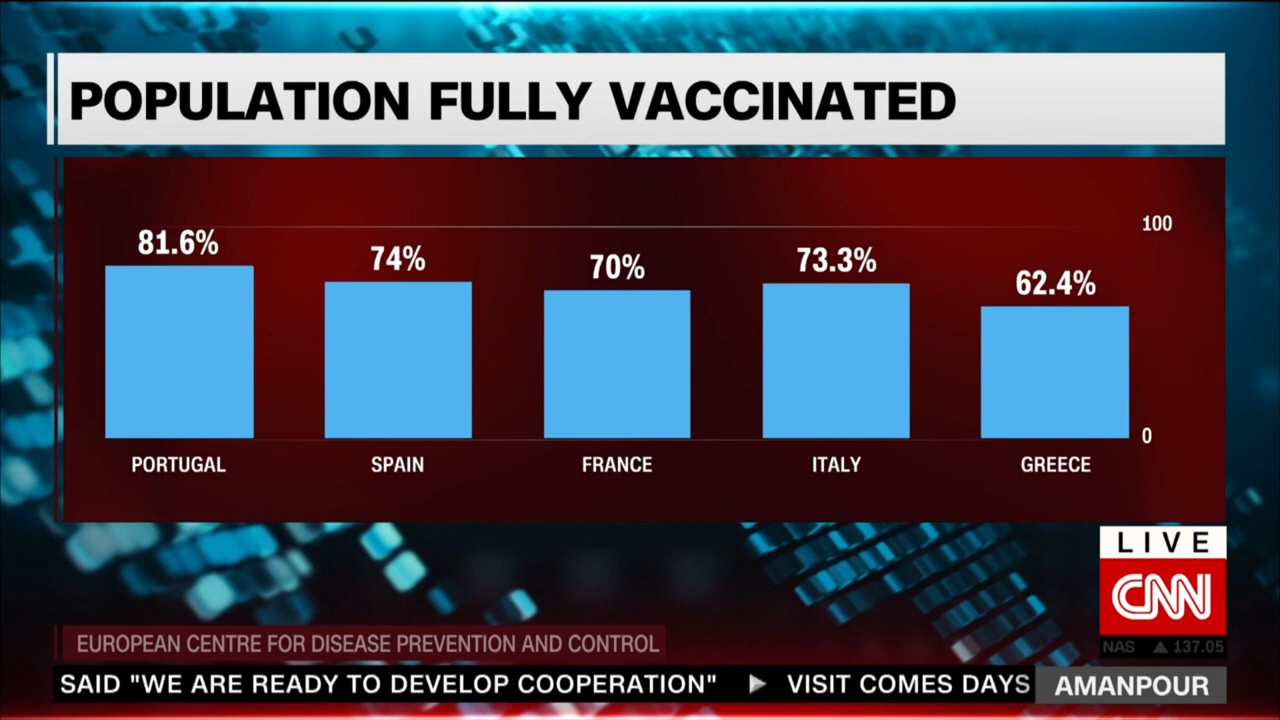 POPULATION FULLY VACCINATED
100
81.6% 74% 70% 73.3% 62.4%
0
PORTUGAL SPAIN FRANCE ITALY GREECE
LIVE
CNN
EUROPEAN CENTRE FOR DISEASE PREVENTION AND CONTROL
NAS ▲ 137.05
SAID "WE ARE READY TO DEVELOP COOPERATION" ▶ VISIT COMES DAYS
AMANPOUR